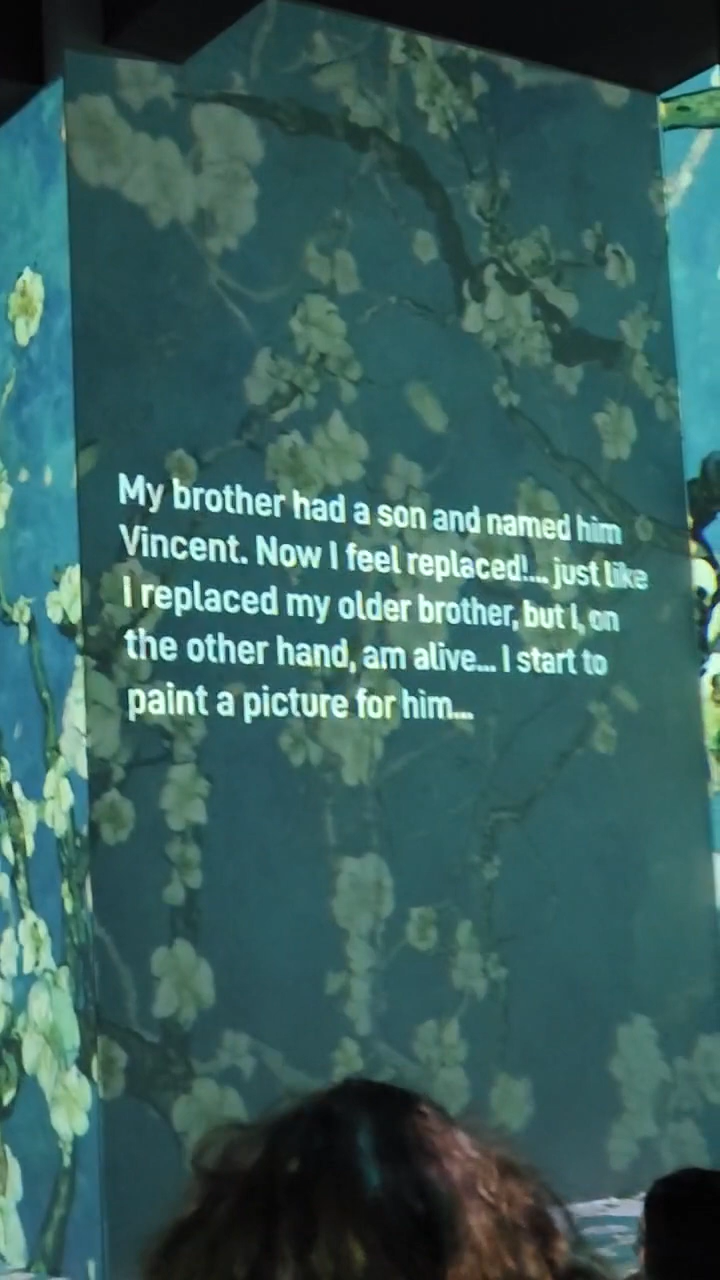 My brother had a son and named him
Vincent. Now I feel replaced!... just like
I replaced my older brother, but I, on
the other hand, am alive... I start to
paint a picture for him...